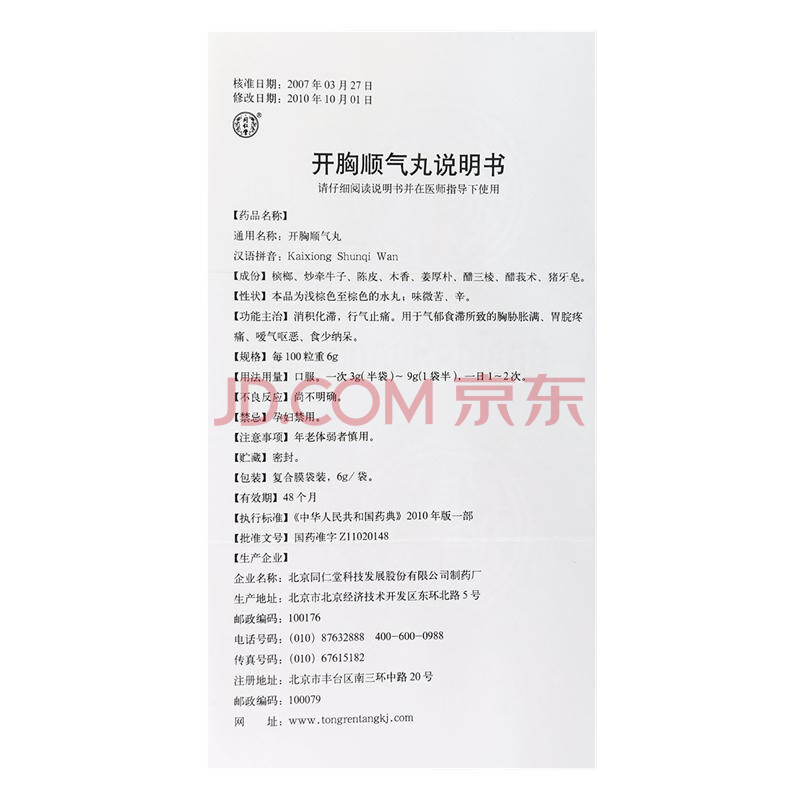 核准日期：2007年03月27日
修改日期：2010年10月01日
同仁堂
®
开胸顺气丸说明书
请仔细阅读说明书并在医师指导下使用
【药品名称】
通用名称：开胸顺气丸
汉语拼音：Kaixiong Shunqi Wan
【成份】槟榔、炒牵牛子、陈皮、木香、姜厚朴、醋三棱、醋莪术、猪牙皂。
【性状】本品为浅棕色至棕色的水丸；味微苦、辛。
【功能主治】消积化滞，行气止痛。用于气郁食滞所致的胸胁胀满、胃脘疼
痛、嗳气呕恶、食少纳呆。
【规格】每100粒重6g
【用法用量】口服。一次3g(半袋)～9g(1袋半)，一日1～2次。
JD.COM 京东
【不良反应】尚不明确。
【禁忌】孕妇禁用。
【注意事项】年老体弱者慎用。
【贮藏】密封。
【包装】复合膜袋装，6g/袋。
【有效期】48个月
【执行标准】《中华人民共和国药典》2010年版一部
【批准文号】国药准字Z11020148
【生产企业】
企业名称：北京同仁堂科技发展股份有限公司制药厂
生产地址：北京市北京经济技术开发区东环北路5号
邮政编码：100176
电话号码：(010) 87632888 400-600-0988
传真号码：(010) 67615182
注册地址：北京市丰台区南三环中路20号
邮政编码：100079
网 址：www.tongrentangkj.com